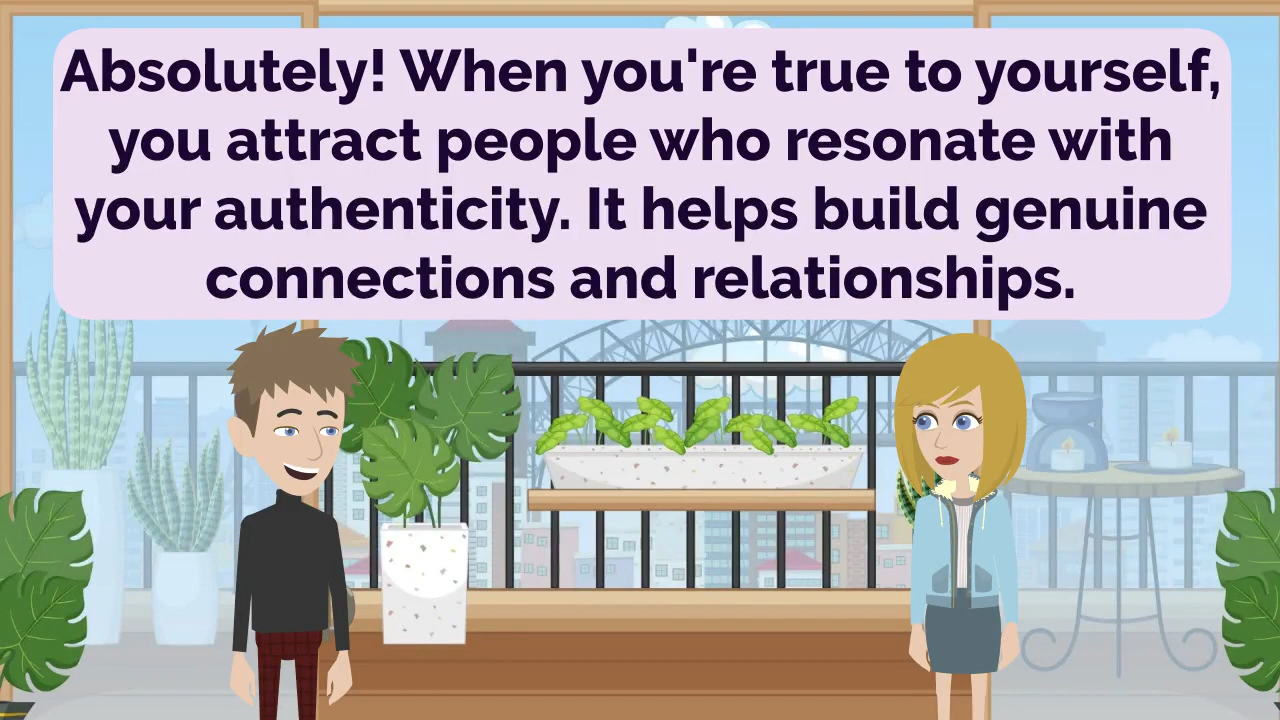 Absolutely! When you're true to yourself,
you attract people who resonate with
your authenticity. It helps build genuine
connections and relationships.